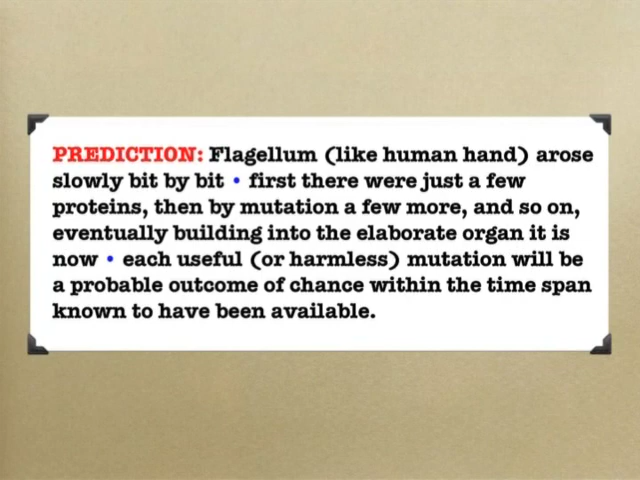 PREDICTION: Flagellum (like human hand) arose
slowly bit by bit • first there were just a few
proteins, then by mutation a few more, and so on,
eventually building into the elaborate organ it is
now • each useful (or harmless) mutation will be
a probable outcome of chance within the time span
known to have been available.